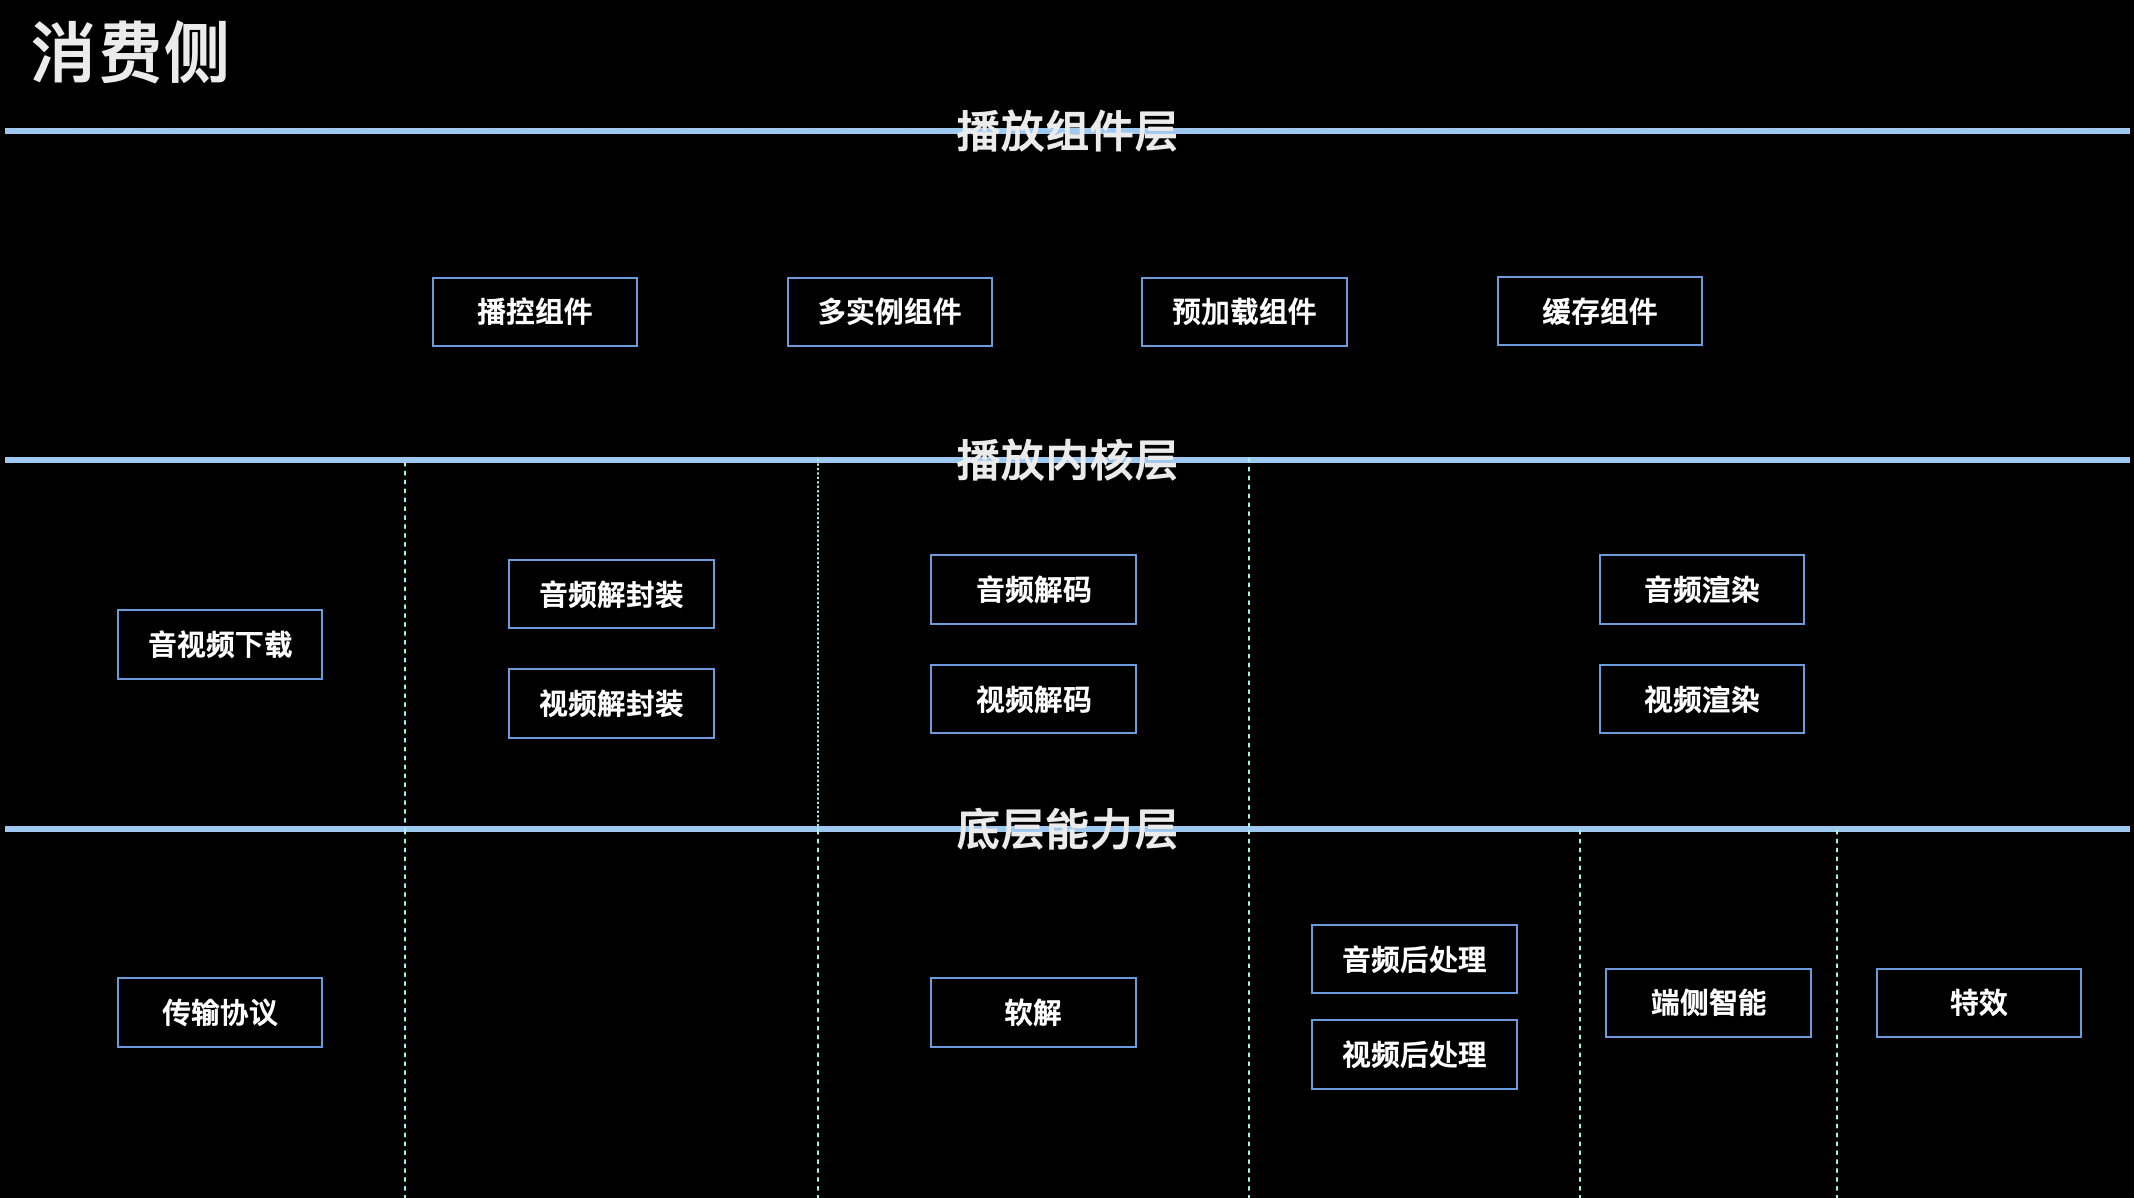 消费侧
播放组件层
播控组件
多实例组件
预加载组件
缓存组件
播放内核层
音视频下载
音频解封装
视频解封装
音频解码
视频解码
音频渲染
视频渲染
底层能力层
传输协议
软解
音频后处理
视频后处理
端侧智能
特效